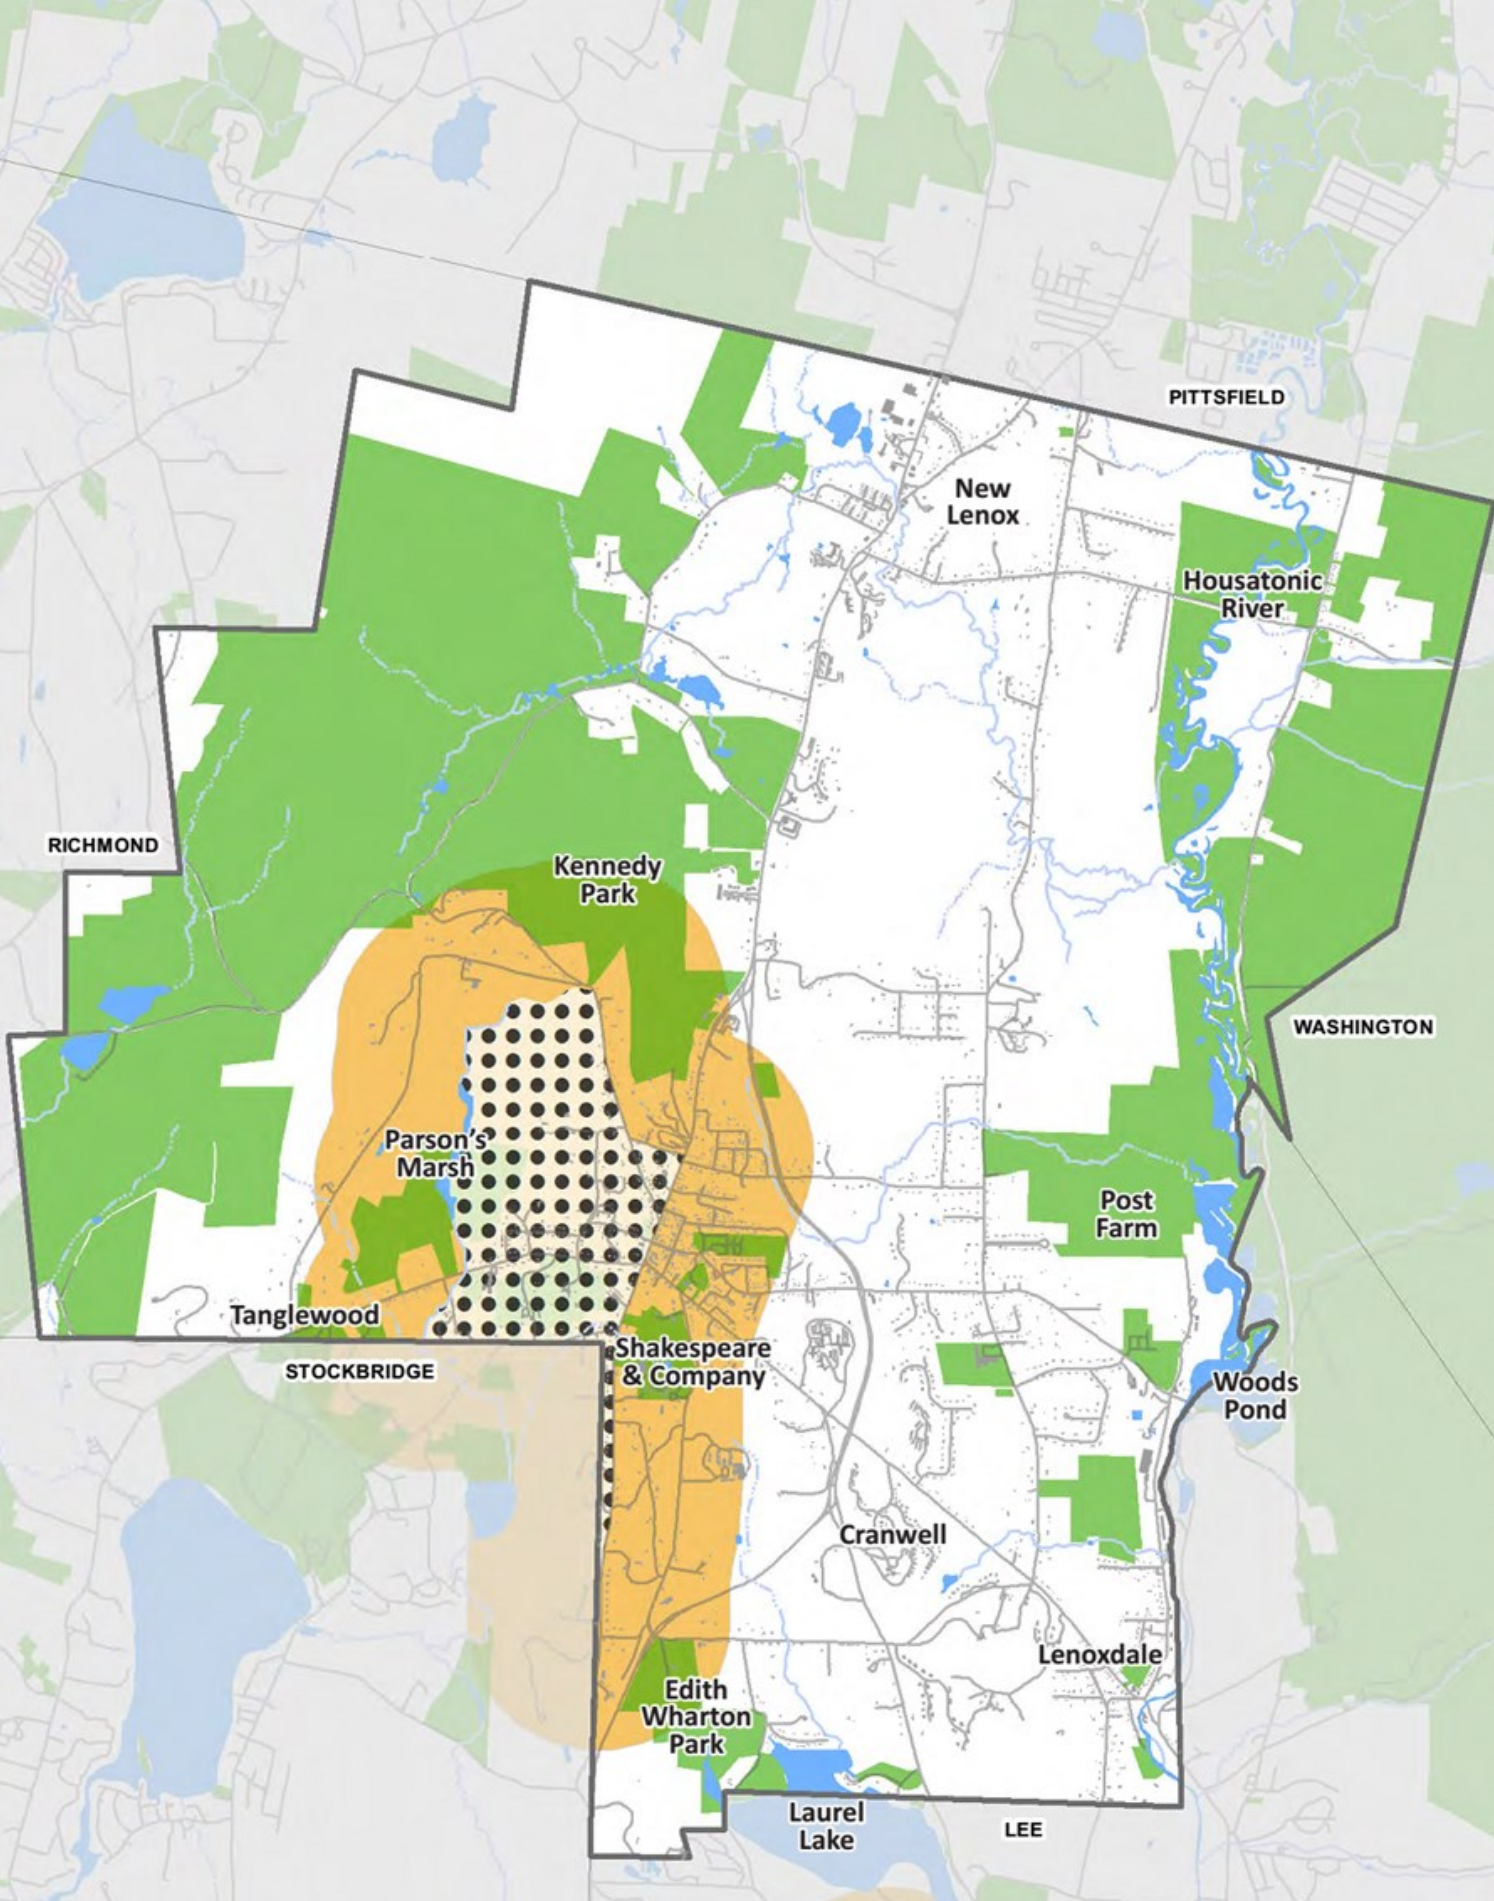 PITTSFIELD
New
Lenox
Housatonic
River
RICHMOND
Kennedy
Park
WASHINGTON
Parson's
Marsh
Post
Farm
Tanglewood
STOCKBRIDGE
Shakespeare
& Company
Woods
Pond
Cranwell
Lenoxdale
Edith
Wharton
Park
Laurel
Lake
LEE